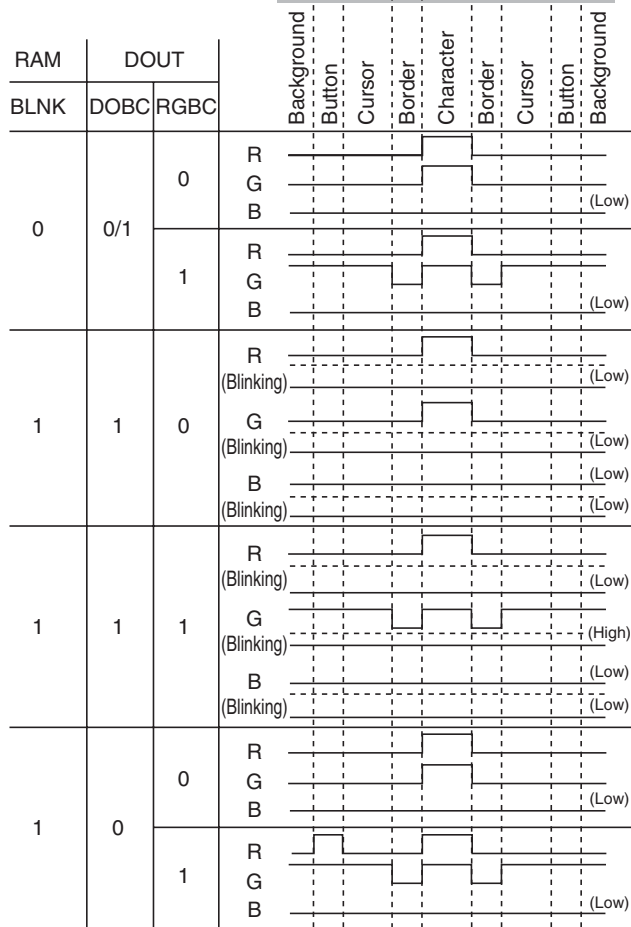 Background
Button
Cursor
Border
Character
Border
Cursor
Button
Background
RAM DOUT
BLNK DOBC RGBC
R
0 G
B (Low)
0 0/1
R
1 G
B (Low)
R
(Blinking) (Low)
1 1 0 G
(Blinking) (Low)
B (Low)
(Blinking) (Low)
R
(Blinking) (Low)
1 1 1 G
(Blinking) (High)
B (Low)
(Blinking) (Low)
R
0 G
B (Low)
1 0
R
1 G
B (Low)